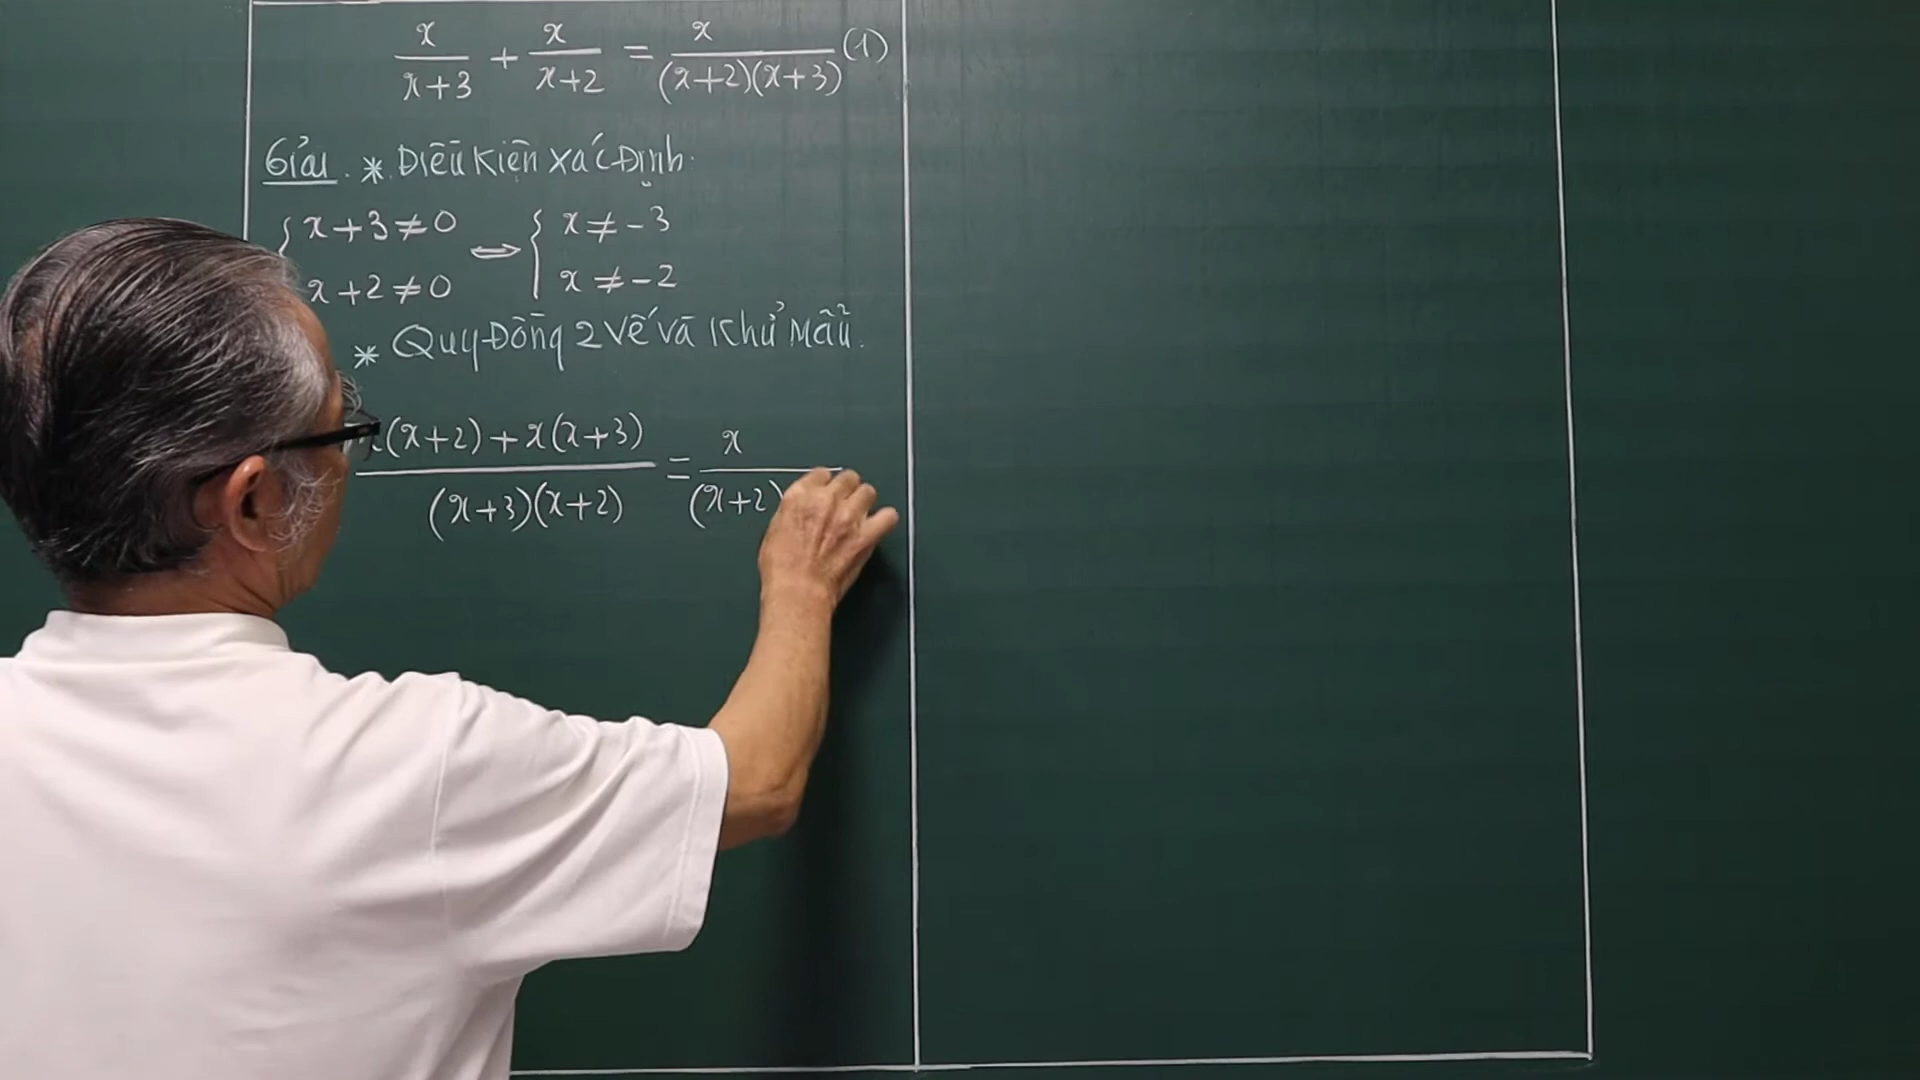 x/(x+3) + x/(x+2) = x/((x+2)(x+3)) (1)
Giải. * Điều Kiện Xác Định:
{ x+3≠0 ⇔ { x≠-3
x+2≠0 x≠-2
* Quy Đồng 2 Vế Và Khử Mẫu.
(x(x+2)+x(x+3))/((x+3)(x+2)) = x/((x+2)